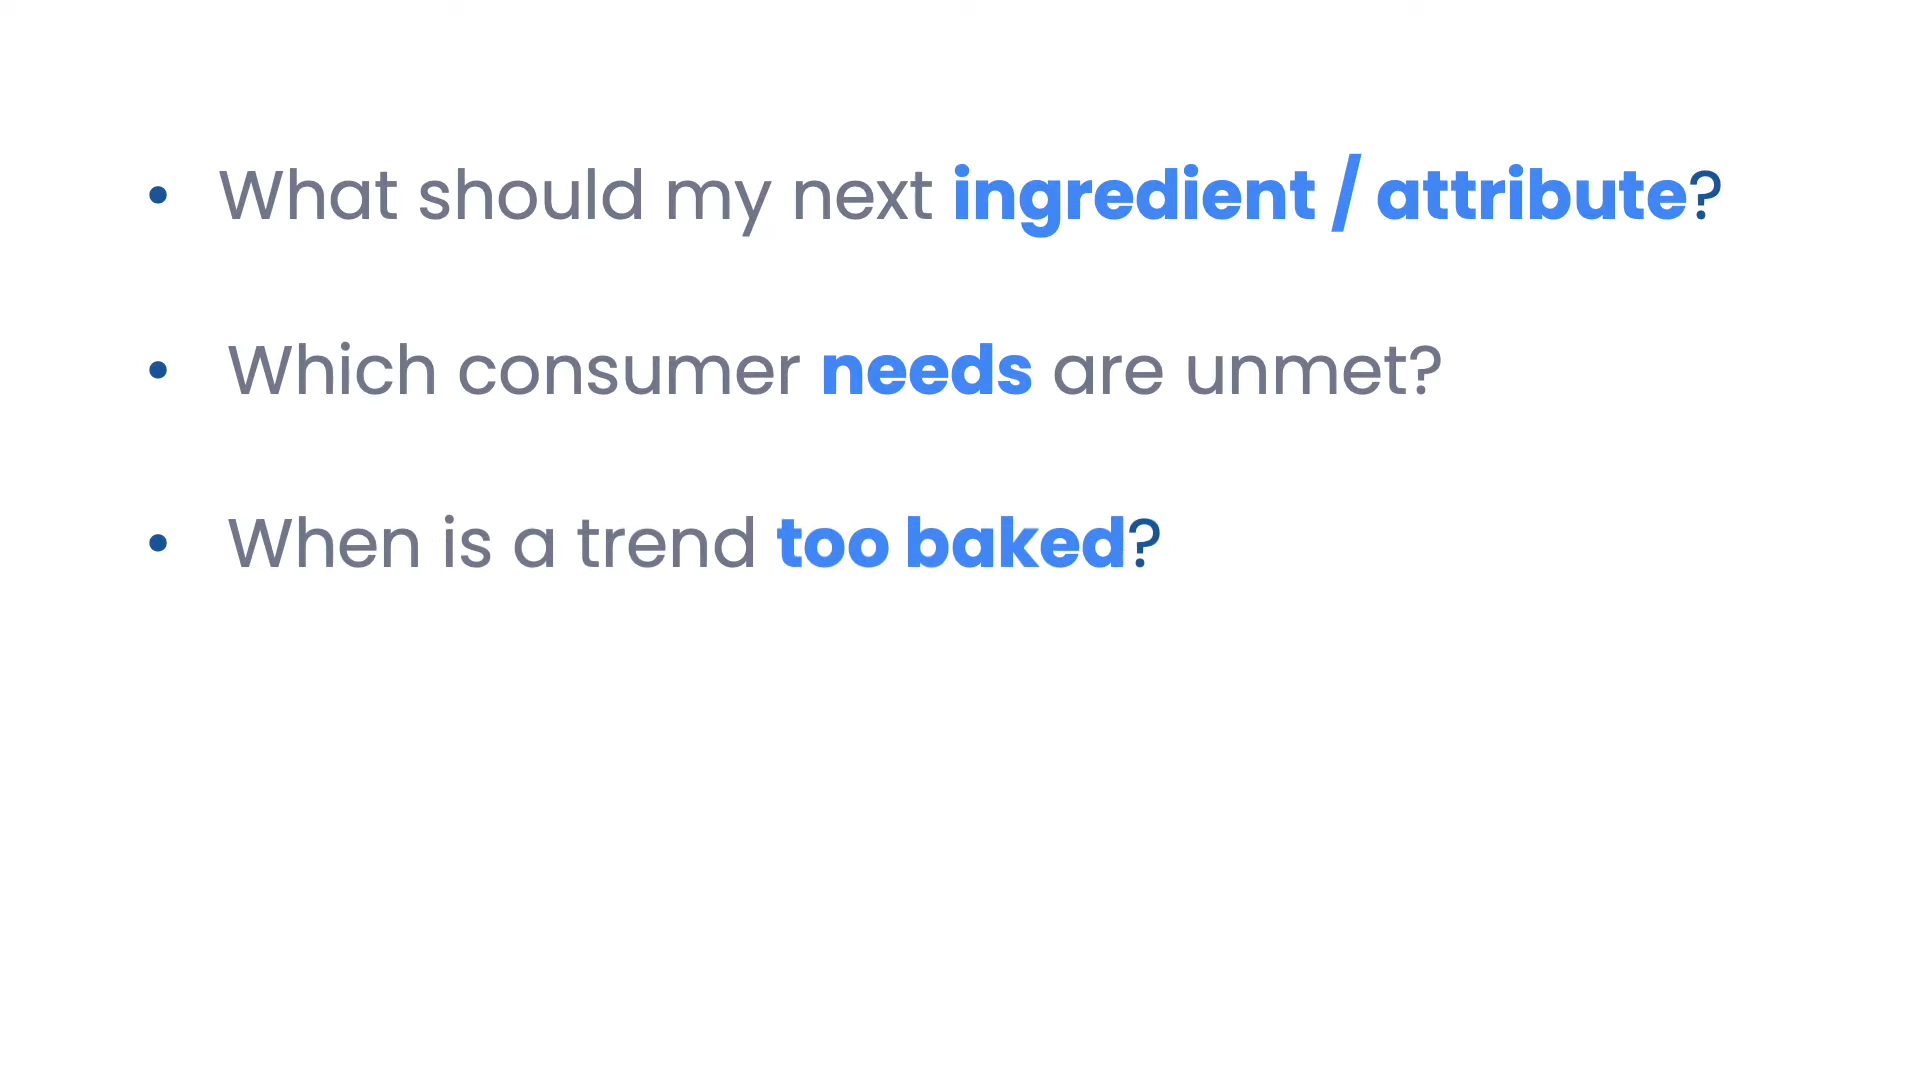 • What should my next ingredient / attribute?
• Which consumer needs are unmet?
• When is a trend too baked?